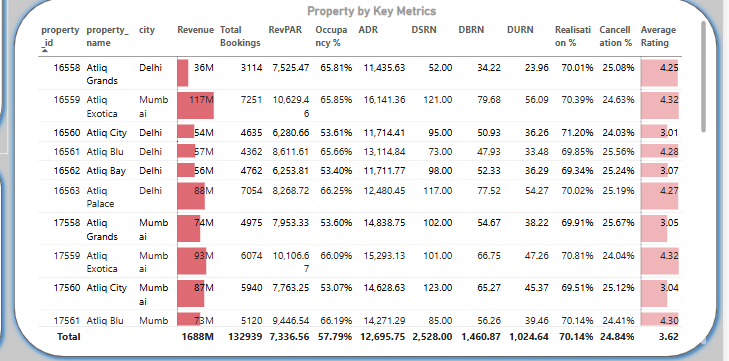 Property by Key Metrics
property_id property_name city Revenue Total Bookings RevPAR Occupancy % ADR DSRN DBRN DURN Realisation % Cancellation % Average Rating
16558 Atliq Grands Delhi 36M 3114 7,525.47 65.81% 11,435.63 52.00 34.22 23.96 70.01% 25.08% 4.25
16559 Atliq Exotica Mumbai 117M 7251 10,629.46 65.85% 16,141.36 121.00 79.68 56.09 70.39% 24.63% 4.32
16560 Atliq City Delhi 54M 4635 6,280.66 53.61% 11,714.41 95.00 50.93 36.26 71.20% 24.03% 3.01
16561 Atliq Blu Delhi 57M 4362 8,611.61 65.66% 13,114.84 73.00 47.93 33.48 69.85% 25.56% 4.28
16562 Atliq Bay Delhi 56M 4762 6,253.81 53.40% 11,711.77 98.00 52.33 36.29 69.34% 25.24% 3.07
16563 Atliq Palace Delhi 88M 7054 8,268.72 66.25% 12,480.45 117.00 77.52 54.27 70.02% 25.19% 4.27
17558 Atliq Grands Mumbai 74M 4975 7,953.33 53.60% 14,838.75 102.00 54.67 38.22 69.91% 25.67% 3.05
17559 Atliq Exotica Mumbai 93M 6074 10,106.67 66.09% 15,293.13 101.00 66.75 47.26 70.81% 24.04% 4.32
17560 Atliq City Mumbai 87M 5940 7,763.25 53.07% 14,628.63 123.00 65.27 45.37 69.51% 25.12% 3.04
17561 Atliq Blu Mumb 73M 5120 9,446.54 66.19% 14,271.29 85.00 56.26 39.46 70.14% 24.41% 4.30
Total 1688M 132939 7,336.56 57.79% 12,695.75 2,528.00 1,460.87 1,024.64 70.14% 24.84% 3.62